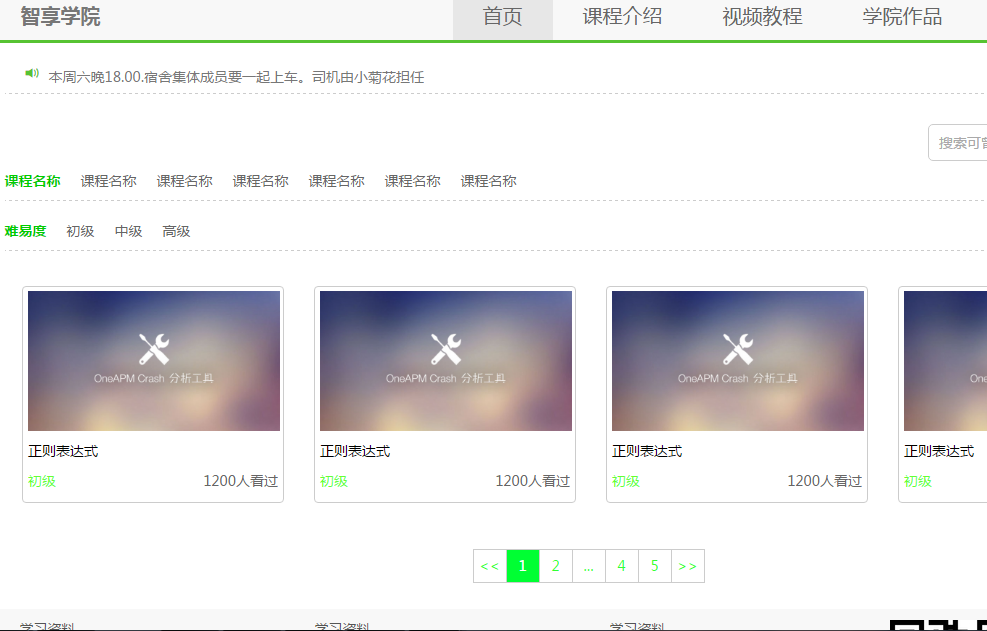 智享学院 首页 课程介绍 视频教程 学院作品
本周六晚18.00.宿舍集体成员要一起上车。司机由小菊花担任
搜索可
课程名称 课程名称 课程名称 课程名称 课程名称 课程名称 课程名称
难易度 初级 中级 高级
OneAPM Crash 分析工具 OneAPM Crash 分析工具 OneAPM Crash 分析工具 One
正则表达式 正则表达式 正则表达式 正则表达式
初级 1200人看过 初级 1200人看过 初级 1200人看过 初级
<< 1 2 ... 4 5 >>
学习资料 学习资料 学习资料